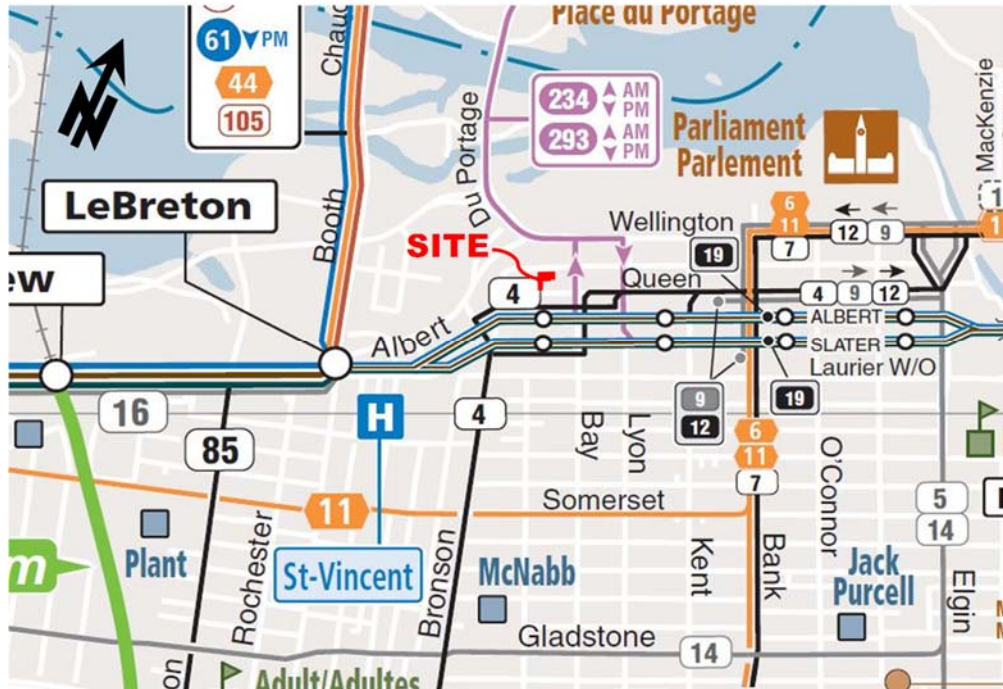 Place du Portage
61 PM
44
105
Chaud
234 AM PM
293 AM PM
Du Portage
Parliament
Parlement
MacKenzie
N
LeBreton
Booth
SITE
Wellington
6
11
7
12
9
19
Queen
4
4
9
12
ew
Albert
ALBERT
SLATER
Laurier W/O
16
85
H
4
Bay
Lyon
9
12
19
6
11
7
O'Connor
11
Somerset
5
14
Plant
Rochester
St-Vincent
Bronson
McNabb
Kent
Bank
Jack
Purcell
Elgin
m
Gladstone
14
on
Adult/Adultes